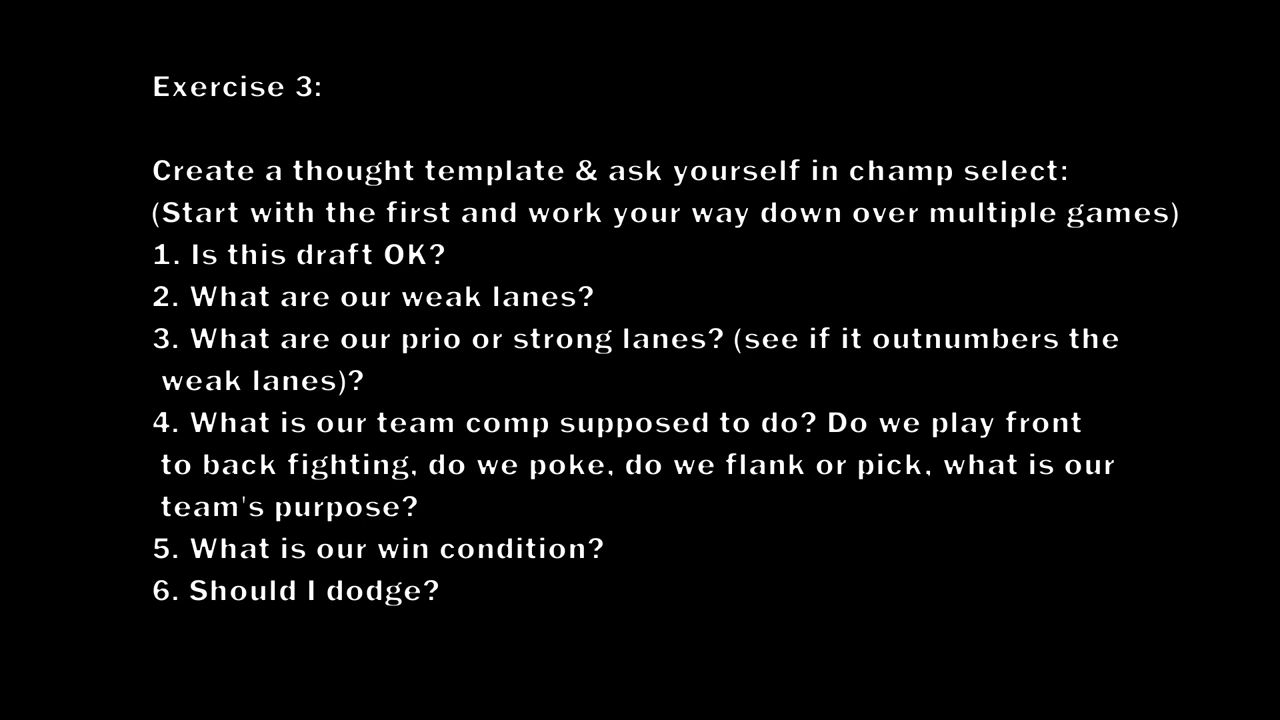 Exercise 3:
Create a thought template & ask yourself in champ select:
(Start with the first and work your way down over multiple games)
1. Is this draft OK?
2. What are our weak lanes?
3. What are our prio or strong lanes? (see if it outnumbers the
weak lanes)?
4. What is our team comp supposed to do? Do we play front
to back fighting, do we poke, do we flank or pick, what is our
team's purpose?
5. What is our win condition?
6. Should I dodge?